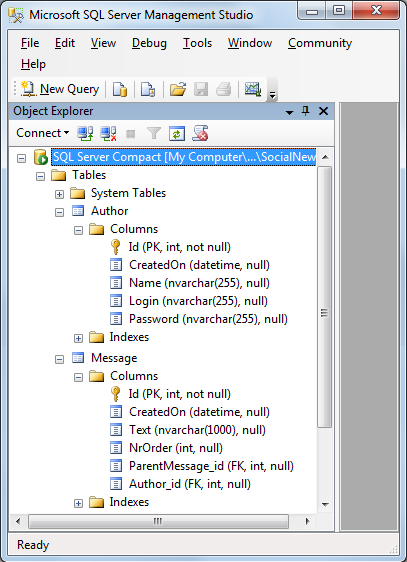 Microsoft SQL Server Management Studio
File Edit View Debug Tools Window Community
Help
New Query
Object Explorer
Connect
SQL Server Compact [My Computer\...\SocialNew
Tables
System Tables
Author
Columns
Id (PK, int, not null)
CreatedOn (datetime, null)
Name (nvarchar(255), null)
Login (nvarchar(255), null)
Password (nvarchar(255), null)
Indexes
Message
Columns
Id (PK, int, not null)
CreatedOn (datetime, null)
Text (nvarchar(1000), null)
NrOrder (int, null)
ParentMessage_id (FK, int, null)
Author_id (FK, int, null)
Indexes
Ready